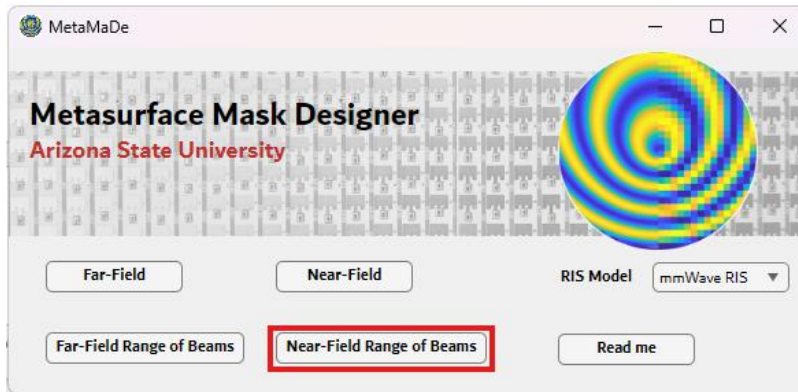 MetaMaDe
Metasurface Mask Designer
Arizona State University
Far-Field
Near-Field
RIS Model
mmWave RIS
Far-Field Range of Beams
Near-Field Range of Beams
Read me